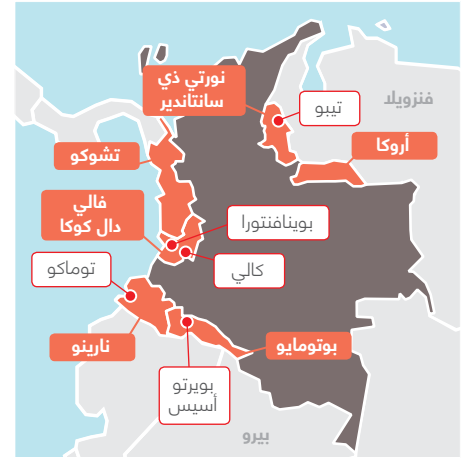 نورتي ذي
سانتاندير
فنزويلا
تيبو
أروكا
تشوكو
فالي
دال كوكا
بوينافنتورا
كالي
توماكو
نارينو
بوتومايو
بويرتو
أسيس
بيرو